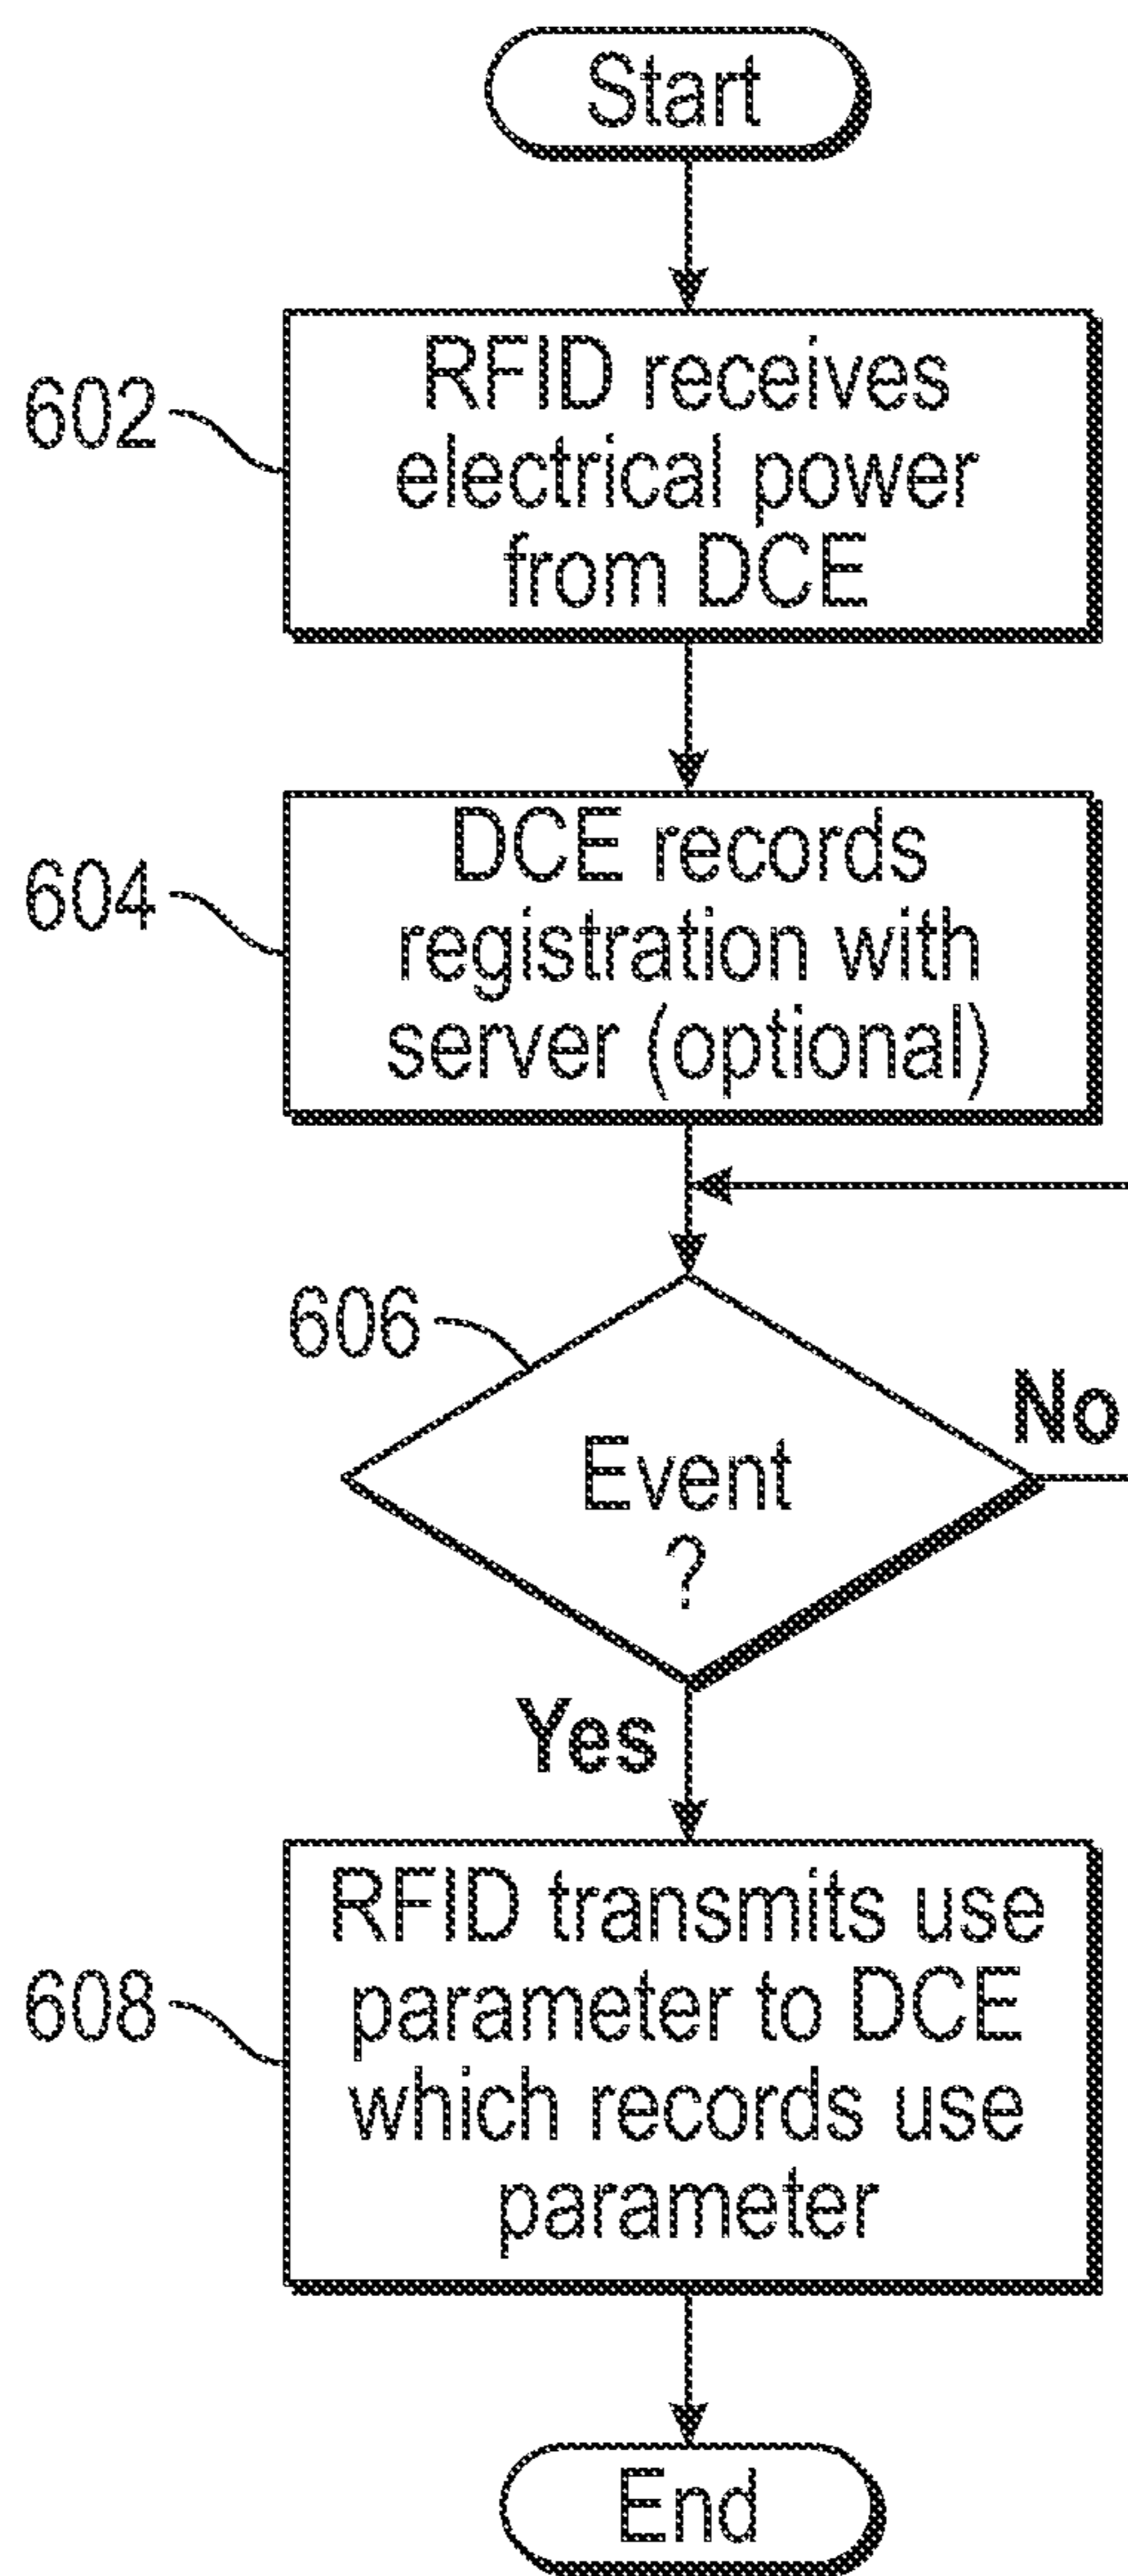 Start
602
RFID receives
electrical power
from DCE
604
DCE records
registration with
server (optional)
606
Event
?
No
Yes
608
RFID transmits use
parameter to DCE
which records use
parameter
End